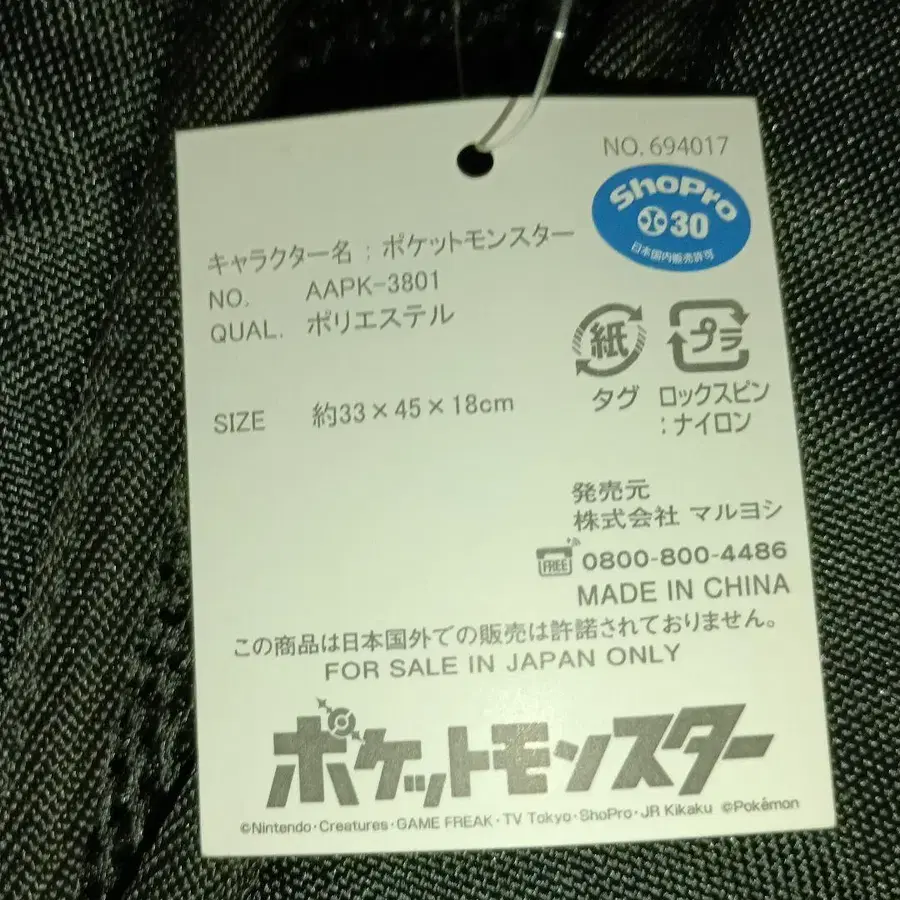 NO.694017
ShoPro
30
日本国内販売許可
キャラクター名：ポケットモンスター
NO. AAPK-3801
QUAL. ポリエステル
SIZE 約33×45×18cm
紙
タグ
プラ
ロックスピン
:ナイロン
発売元
株式会社 マルヨシ
FREE 0800-800-4486
MADE IN CHINA
この商品は日本国外での販売は許諾されておりません。
FOR SALE IN JAPAN ONLY
ポケットモンスター
©Nintendo・Creatures・GAME FREAK・TV Tokyo・ShoPro・JR Kikaku ©Pokémon